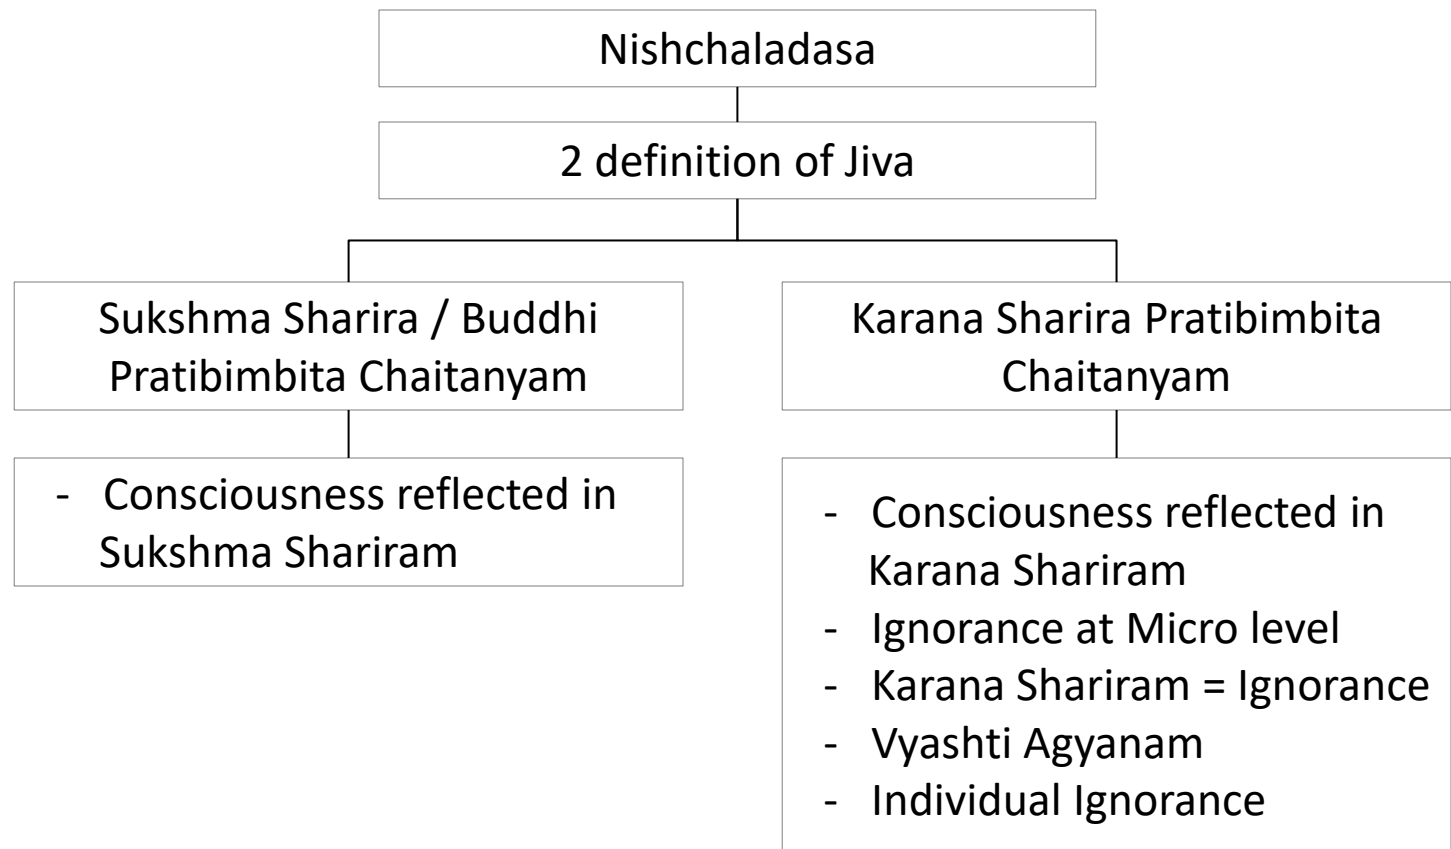 Nishchaladasa
2 definition of Jiva
Sukshma Sharira / Buddhi
Pratibimbita Chaitanyam
- Consciousness reflected in
Sukshma Shariram
Karana Sharira Pratibimbita
Chaitanyam
- Consciousness reflected in
Karana Shariram
- Ignorance at Micro level
- Karana Shariram = Ignorance
- Vyashti Agyanam
- Individual Ignorance